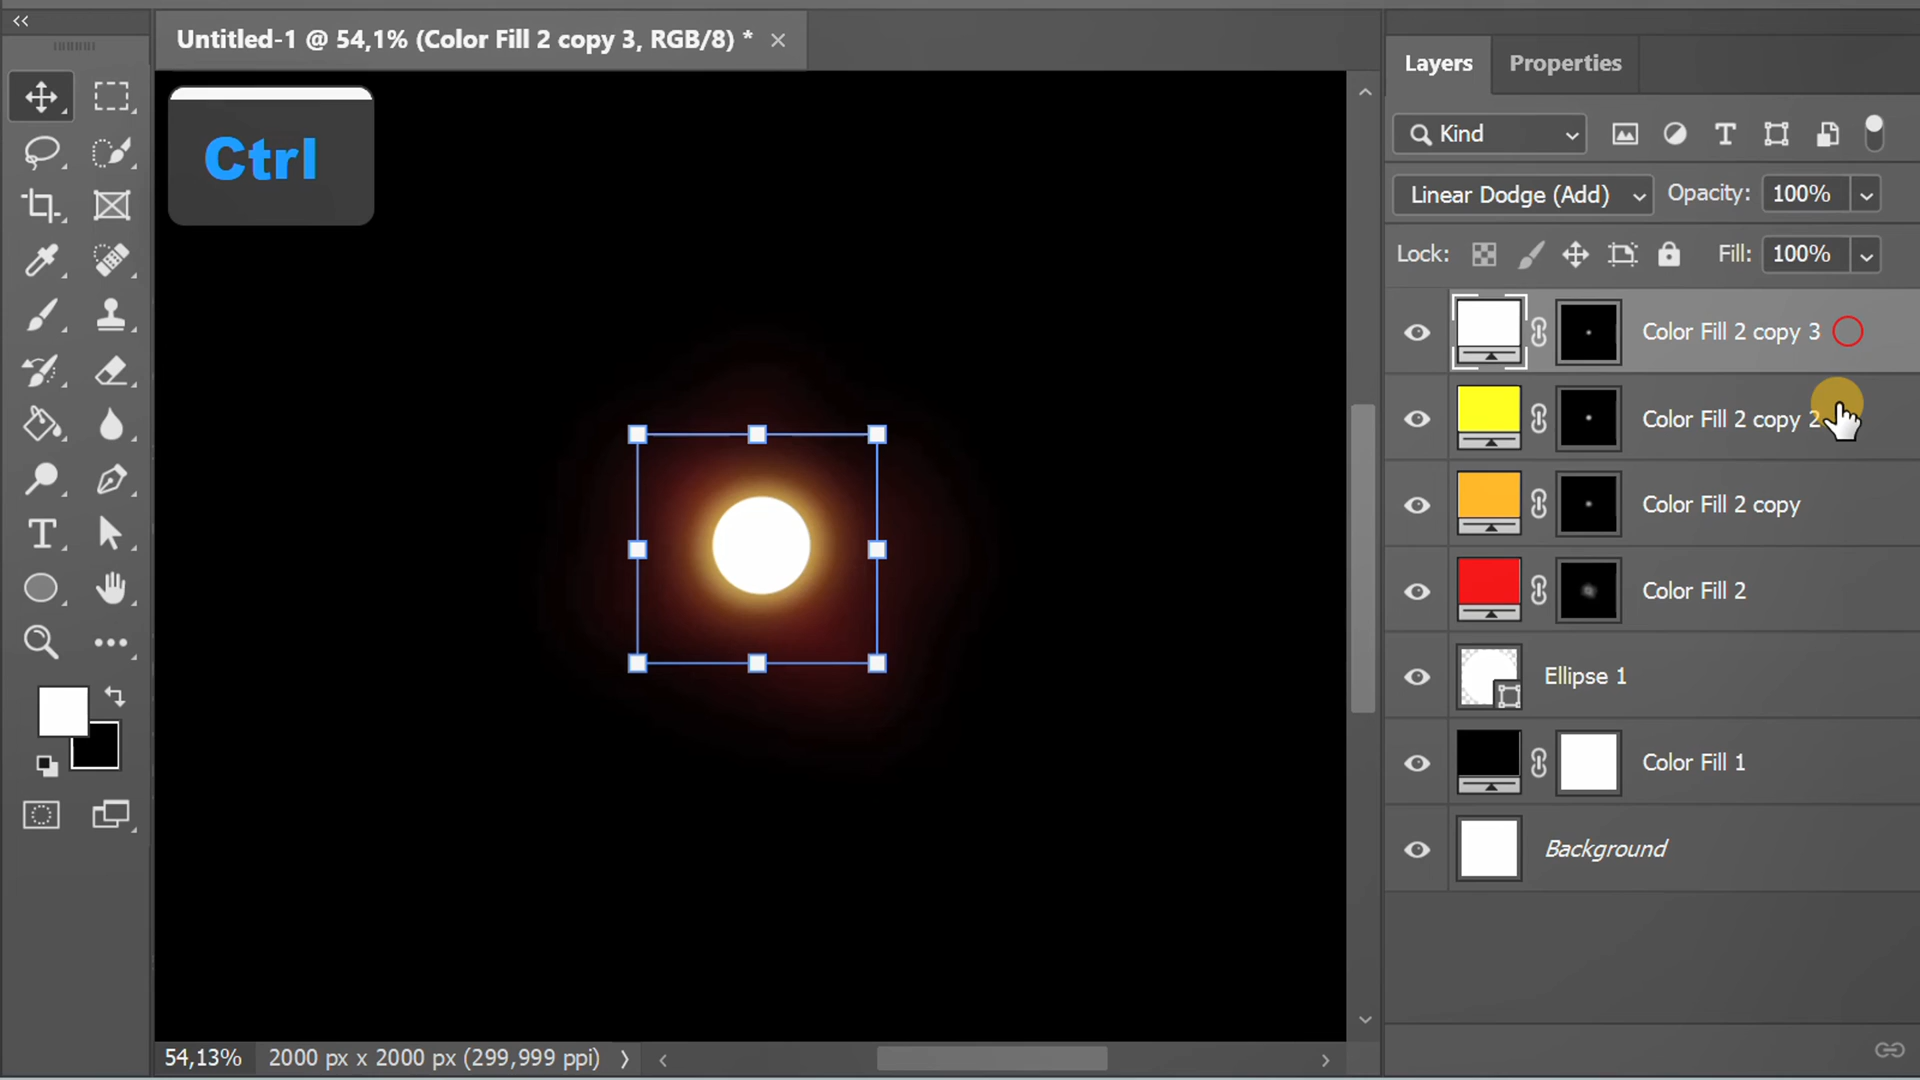 Untitled-1 @ 54,1% (Color Fill 2 copy 3, RGB/8) *
Ctrl
54,13%
2000 px x 2000 px (299,999 ppi)
Layers
Properties
Kind
Linear Dodge (Add)
Opacity:
100%
Lock:
Fill:
100%
Color Fill 2 copy 3
Color Fill 2 copy 2
Color Fill 2 copy
Color Fill 2
Ellipse 1
Color Fill 1
Background